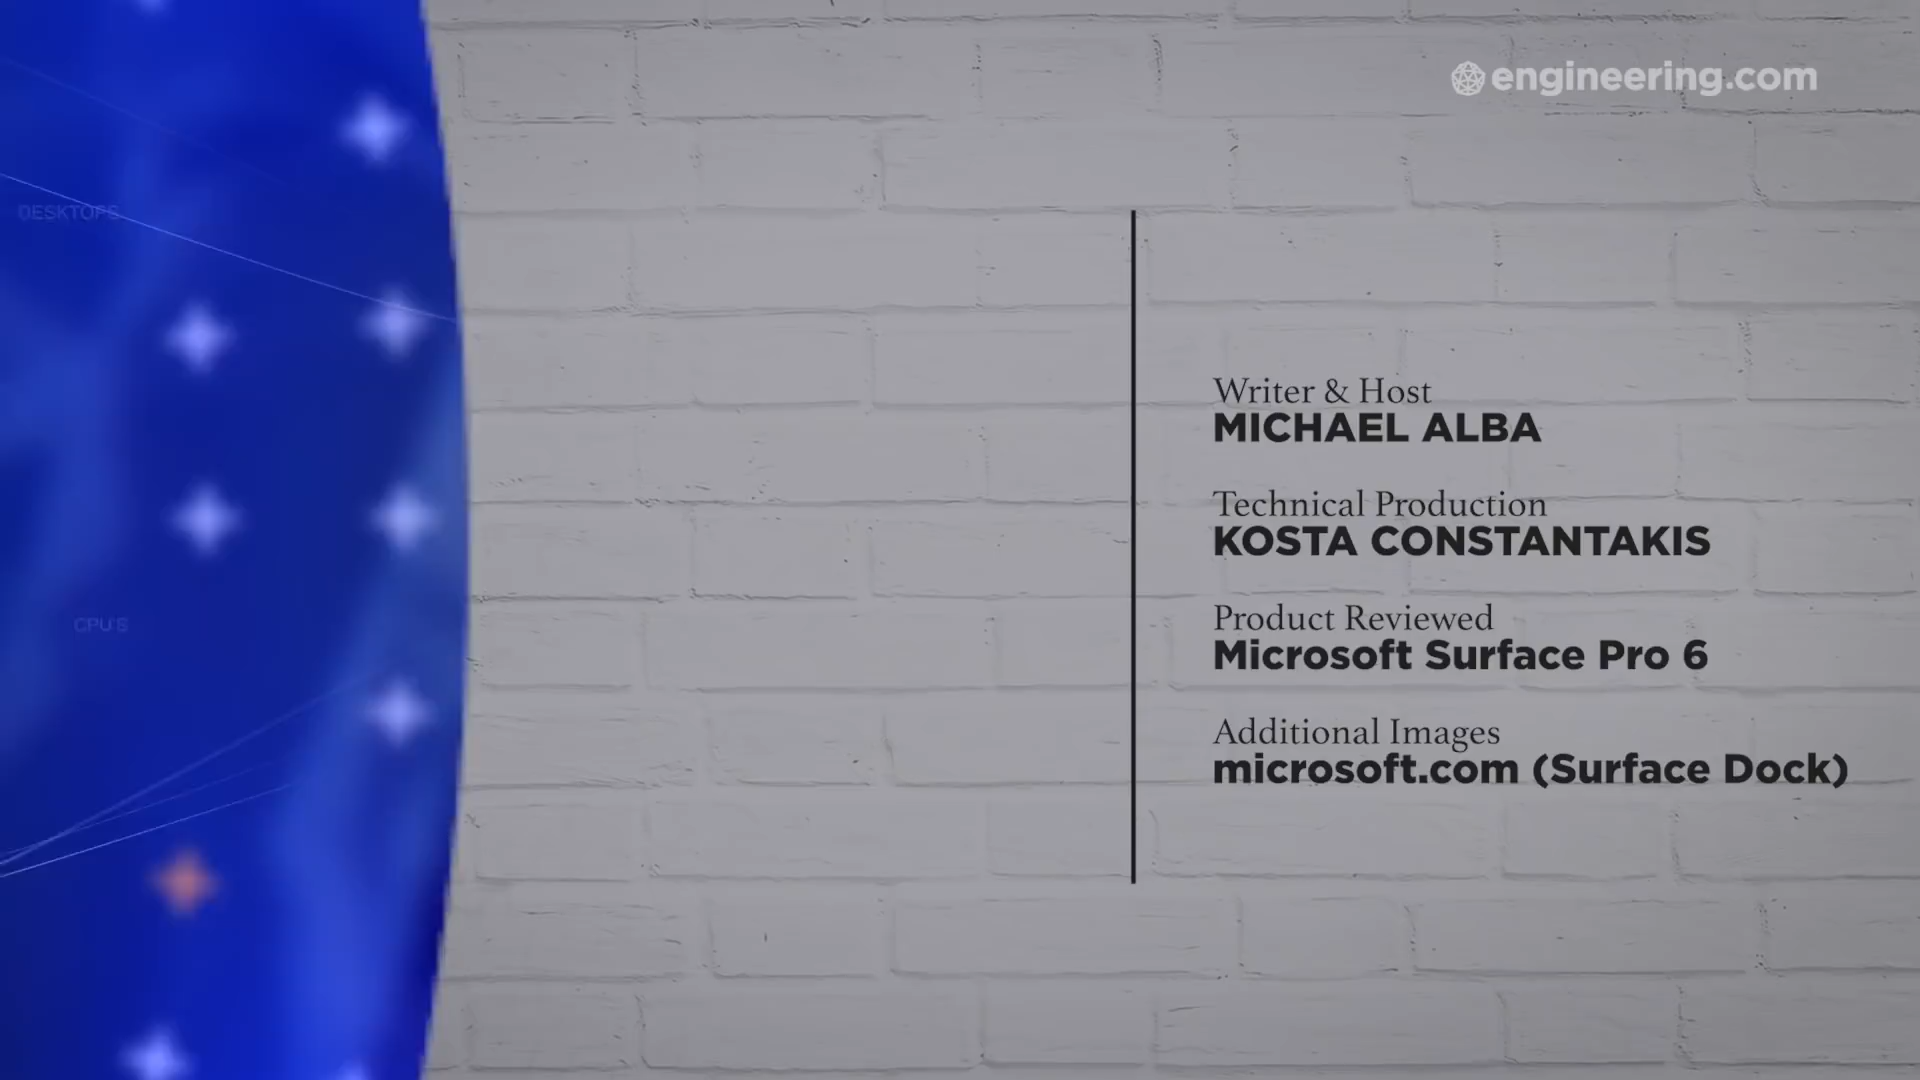 engineering.com
DESKTOPS
Writer & Host
MICHAEL ALBA
Technical Production
KOSTA CONSTANTAKIS
Product Reviewed
Microsoft Surface Pro 6
CPU'S
Additional Images
microsoft.com (Surface Dock)